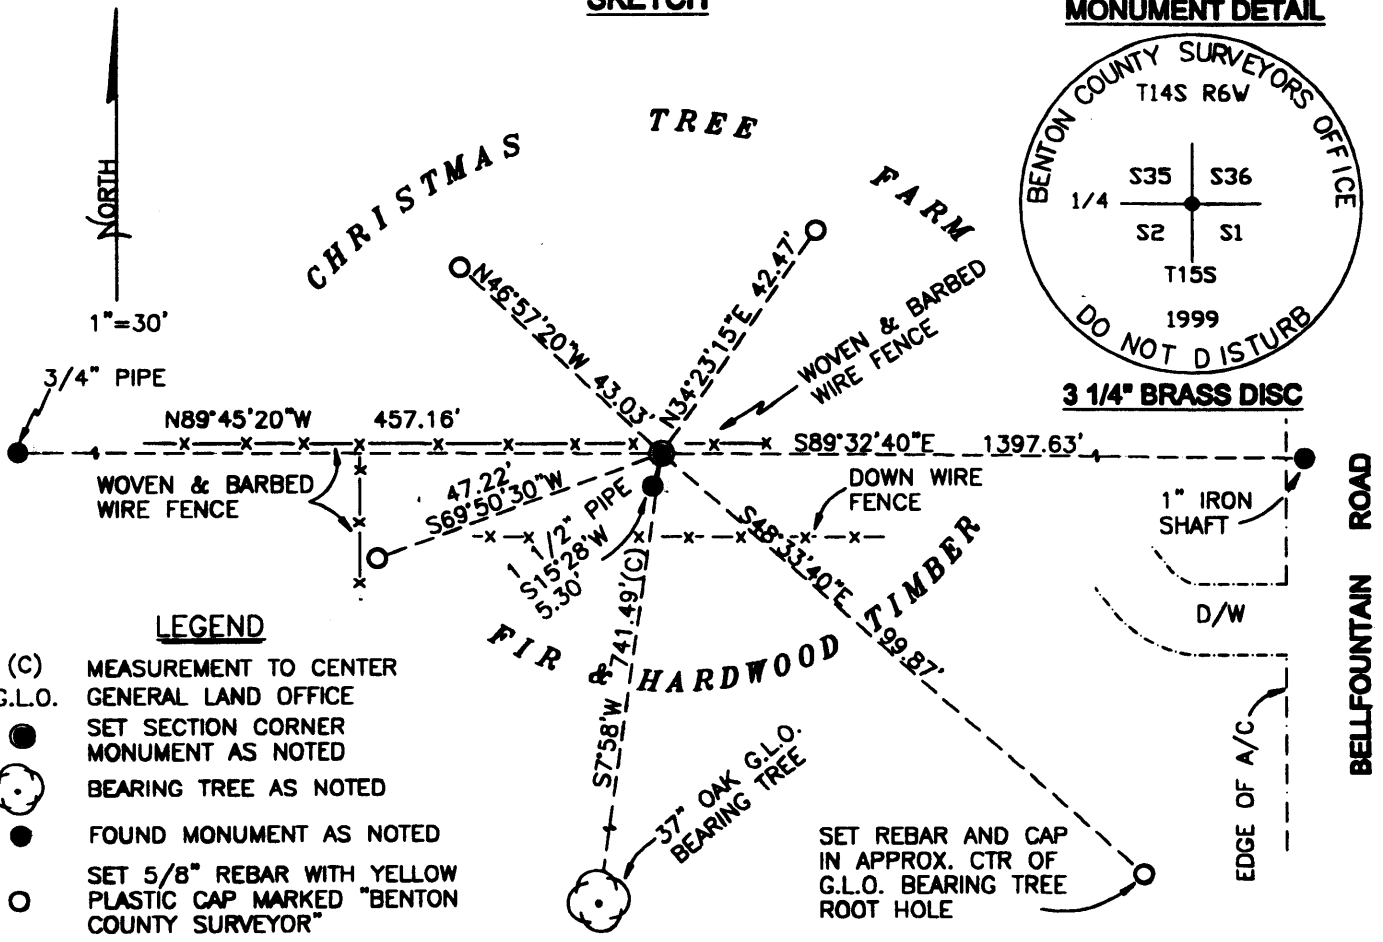 SKETCH
MONUMENT DETAIL
BENTON COUNTY SURVEYORS OFFICE
T14S R6W
S35 S36
1/4
S2 S1
T15S
1999
DO NOT DISTURB
3 1/4" BRASS DISC
NORTH
1"=30'
CHRISTMAS TREE FARM
N46°57'20"W 43.03'
N34°23'15"E 42.47'
WOVEN & BARBED
WIRE FENCE
3/4" PIPE
N89°45'20"W 457.16'
S89°32'40"E 1397.63'
WOVEN & BARBED
WIRE FENCE
47.22'
S69°50'30"W
1 1/2" PIPE
S15°28'W
5.30'
DOWN WIRE
FENCE
1" IRON
SHAFT
S48°33'40"E 99.87'
D/W
BELLFOUNTAIN ROAD
EDGE OF A/C
FIR & HARDWOOD TIMBER
S7°58'W 741.49'(C)
37" OAK G.L.O.
BEARING TREE
SET REBAR AND CAP
IN APPROX. CTR OF
G.L.O. BEARING TREE
ROOT HOLE
LEGEND
(C) MEASUREMENT TO CENTER
G.L.O. GENERAL LAND OFFICE
SET SECTION CORNER
MONUMENT AS NOTED
BEARING TREE AS NOTED
FOUND MONUMENT AS NOTED
SET 5/8" REBAR WITH YELLOW
PLASTIC CAP MARKED "BENTON
COUNTY SURVEYOR"